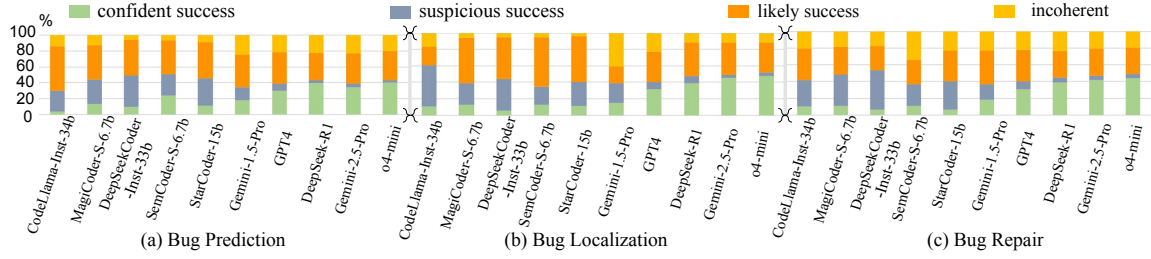 confident success
suspicious success
likely success
incoherent
%
100
80
60
40
20
0
CodeLlama-Inst-34b
MagiCoder-S-6.7b
DeepSeekCoder
-Inst-33b
SemCoder-S-6.7b
StarCoder-15b
Gemini-1.5-Pro
GPT4
DeepSeek-R1
Gemini-2.5-Pro
o4-mini
CodeLlama-Inst-34b
MagiCoder-S-6.7b
DeepSeekCoder
-Inst-33b
SemCoder-S-6.7b
StarCoder-15b
Gemini-1.5-Pro
GPT4
DeepSeek-R1
Gemini-2.5-Pro
o4-mini
CodeLlama-Inst-34b
MagiCoder-S-6.7b
DeepSeekCoder
-Inst-33b
SemCoder-S-6.7b
StarCoder-15b
Gemini-1.5-Pro
GPT4
DeepSeek-R1
Gemini-2.5-Pro
o4-mini
(a) Bug Prediction
(b) Bug Localization
(c) Bug Repair